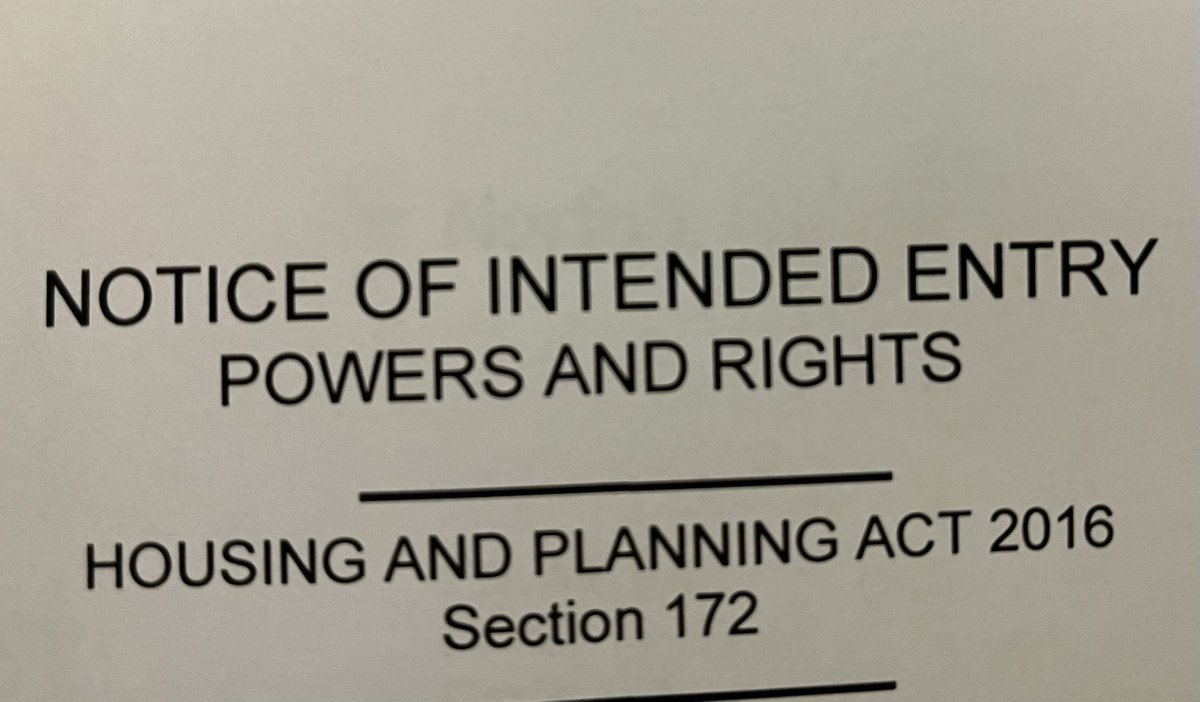 NOTICE OF INTENDED ENTRY
POWERS AND RIGHTS
HOUSING AND PLANNING ACT 2016
Section 172